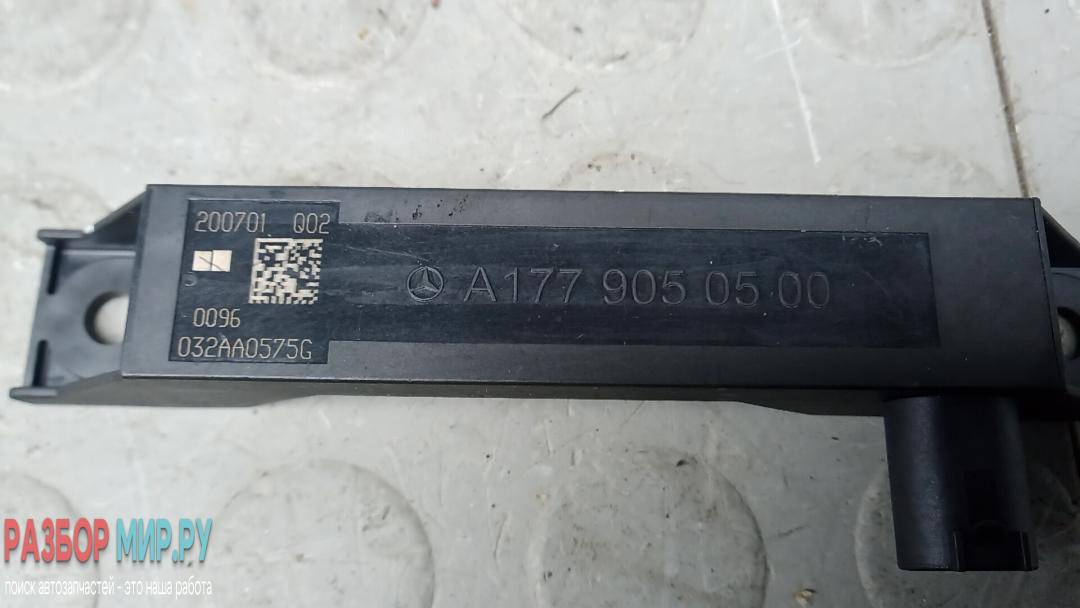 200701 Q02
0096
032AA0575G
A177 905 05 00
РАЗБОР МИР.РУ
поиск автозапчастей - это наша работа